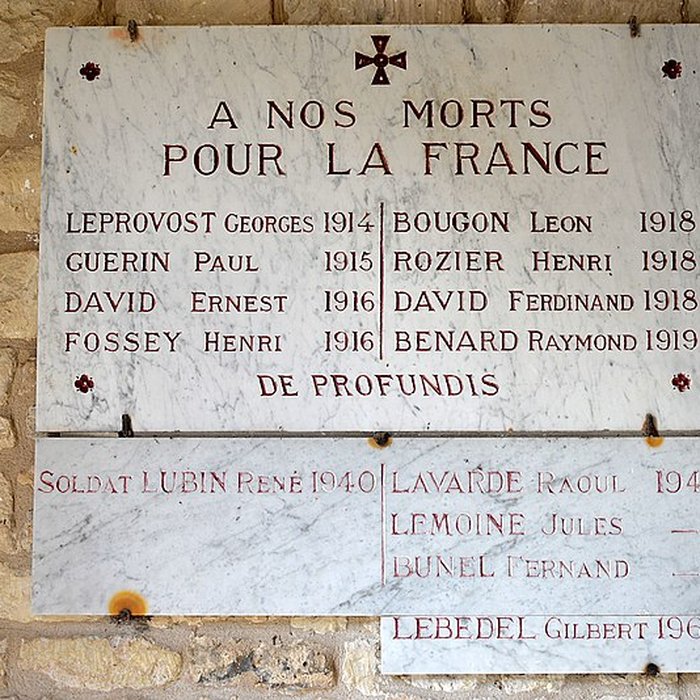 A NOS MORTS
POUR LA FRANCE
LEPROVOST GEORGES 1914
GUERIN PAUL 1915
DAVID ERNEST 1916
FOSSEY HENRI 1916
BOUGON LEON 1918
ROZIER HENRI 1918
DAVID FERDINAND 1918
BENARD RAYMOND 1919
DE PROFUNDIS
SOLDAT LUBIN RENÉ 1940
LAVARDE RAOUL 194
LEMOINE JULES —
BUNEL FERNAND —
LEBEDEL GILBERT 196